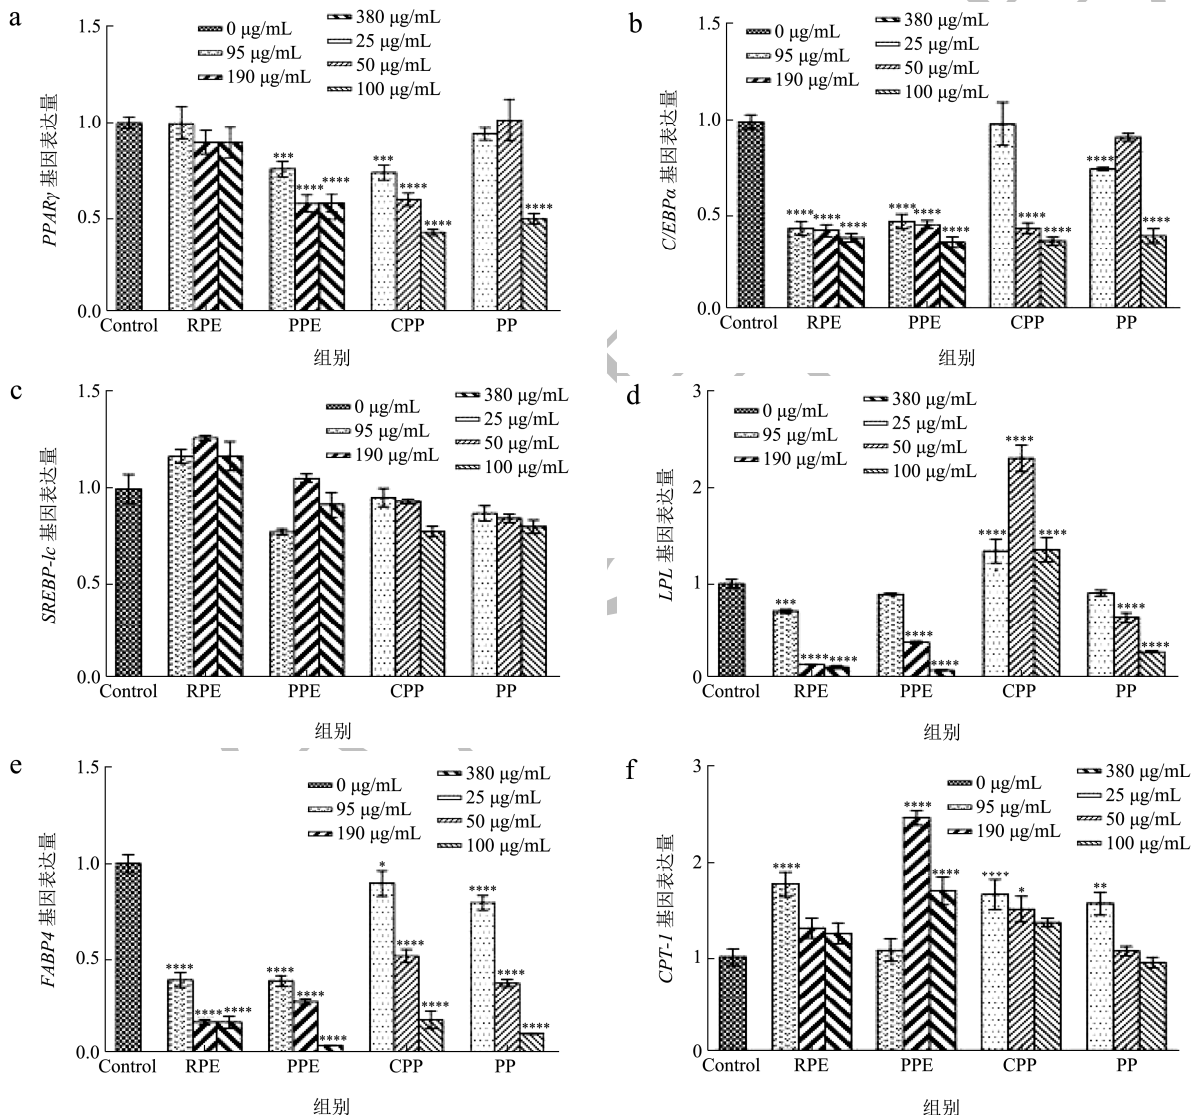 a
1.5
1.0
0.5
0.0
PPARγ 基因表达量
0 μg/mL
95 μg/mL
190 μg/mL
380 μg/mL
25 μg/mL
50 μg/mL
100 μg/mL
*** **** ****
*** **** ****
****
Control RPE PPE CPP PP
组别
b
1.5
1.0
0.5
0.0
C/EBPα 基因表达量
0 μg/mL
95 μg/mL
190 μg/mL
380 μg/mL
25 μg/mL
50 μg/mL
100 μg/mL
**** **** ****
**** **** ****
**** ****
**** ****
Control RPE PPE CPP PP
组别
c
1.5
1.0
0.5
0.0
SREBP-lc 基因表达量
0 μg/mL
95 μg/mL
190 μg/mL
380 μg/mL
25 μg/mL
50 μg/mL
100 μg/mL
Control RPE PPE CPP PP
组别
d
3
2
1
0
LPL 基因表达量
0 μg/mL
95 μg/mL
190 μg/mL
380 μg/mL
25 μg/mL
50 μg/mL
100 μg/mL
*** **** ****
**** ****
**** **** ****
**** ****
Control RPE PPE CPP PP
组别
e
1.5
1.0
0.5
0.0
FABP4 基因表达量
0 μg/mL
95 μg/mL
190 μg/mL
380 μg/mL
25 μg/mL
50 μg/mL
100 μg/mL
**** **** ****
**** **** ****
* **** ****
**** **** ****
Control RPE PPE CPP PP
组别
f
3
2
1
0
CPT-1 基因表达量
0 μg/mL
95 μg/mL
190 μg/mL
380 μg/mL
25 μg/mL
50 μg/mL
100 μg/mL
****
**** ****
**** *
**
Control RPE PPE CPP PP
组别